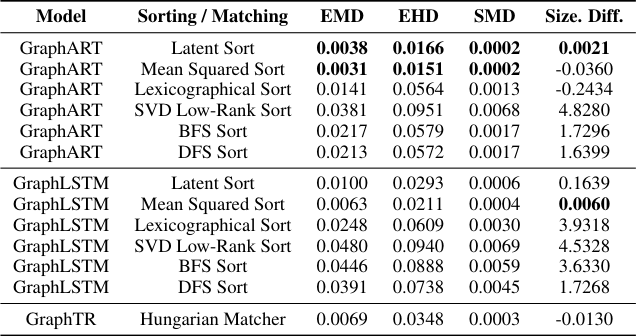 Model Sorting / Matching EMD EHD SMD Size. Diff.
GraphART Latent Sort 0.0038 0.0166 0.0002 0.0021
GraphART Mean Squared Sort 0.0031 0.0151 0.0002 -0.0360
GraphART Lexicographical Sort 0.0141 0.0564 0.0013 -0.2434
GraphART SVD Low-Rank Sort 0.0381 0.0951 0.0068 4.8280
GraphART BFS Sort 0.0217 0.0579 0.0017 1.7296
GraphART DFS Sort 0.0213 0.0572 0.0017 1.6399
GraphLSTM Latent Sort 0.0100 0.0293 0.0006 0.1639
GraphLSTM Mean Squared Sort 0.0063 0.0211 0.0004 0.0060
GraphLSTM Lexicographical Sort 0.0248 0.0609 0.0030 3.9318
GraphLSTM SVD Low-Rank Sort 0.0480 0.0940 0.0069 4.5328
GraphLSTM BFS Sort 0.0446 0.0888 0.0059 3.6330
GraphLSTM DFS Sort 0.0391 0.0738 0.0045 1.7268
GraphTR Hungarian Matcher 0.0069 0.0348 0.0003 -0.0130